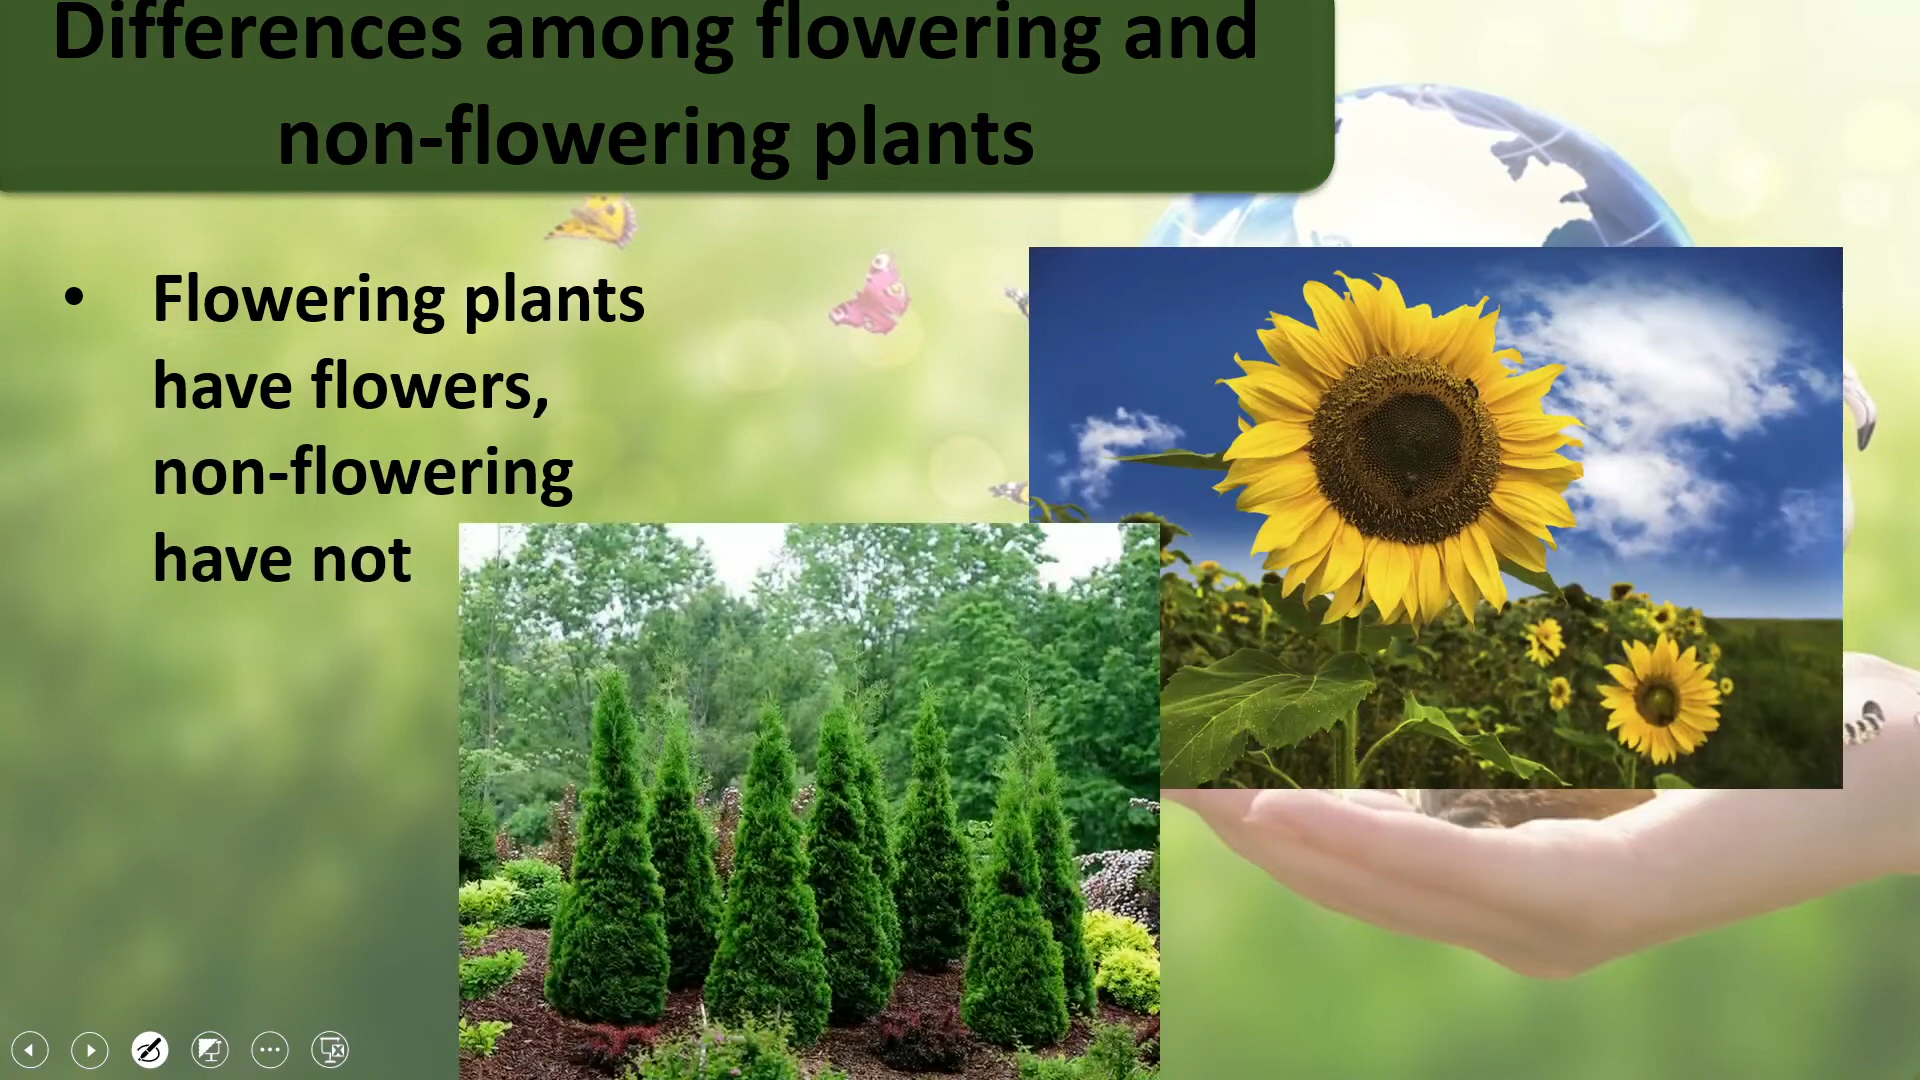 Differences among flowering and
non-flowering plants
• Flowering plants
have flowers,
non-flowering
have not